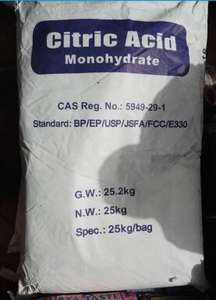 Citric Acid
Monohydrate
CAS Reg. No.: 5949-29-1
Standard: BP/EP/USP/JSFA/FCC/E330
G.W.: 25.2kg
N.W.: 25kg
Spec.: 25kg/bag